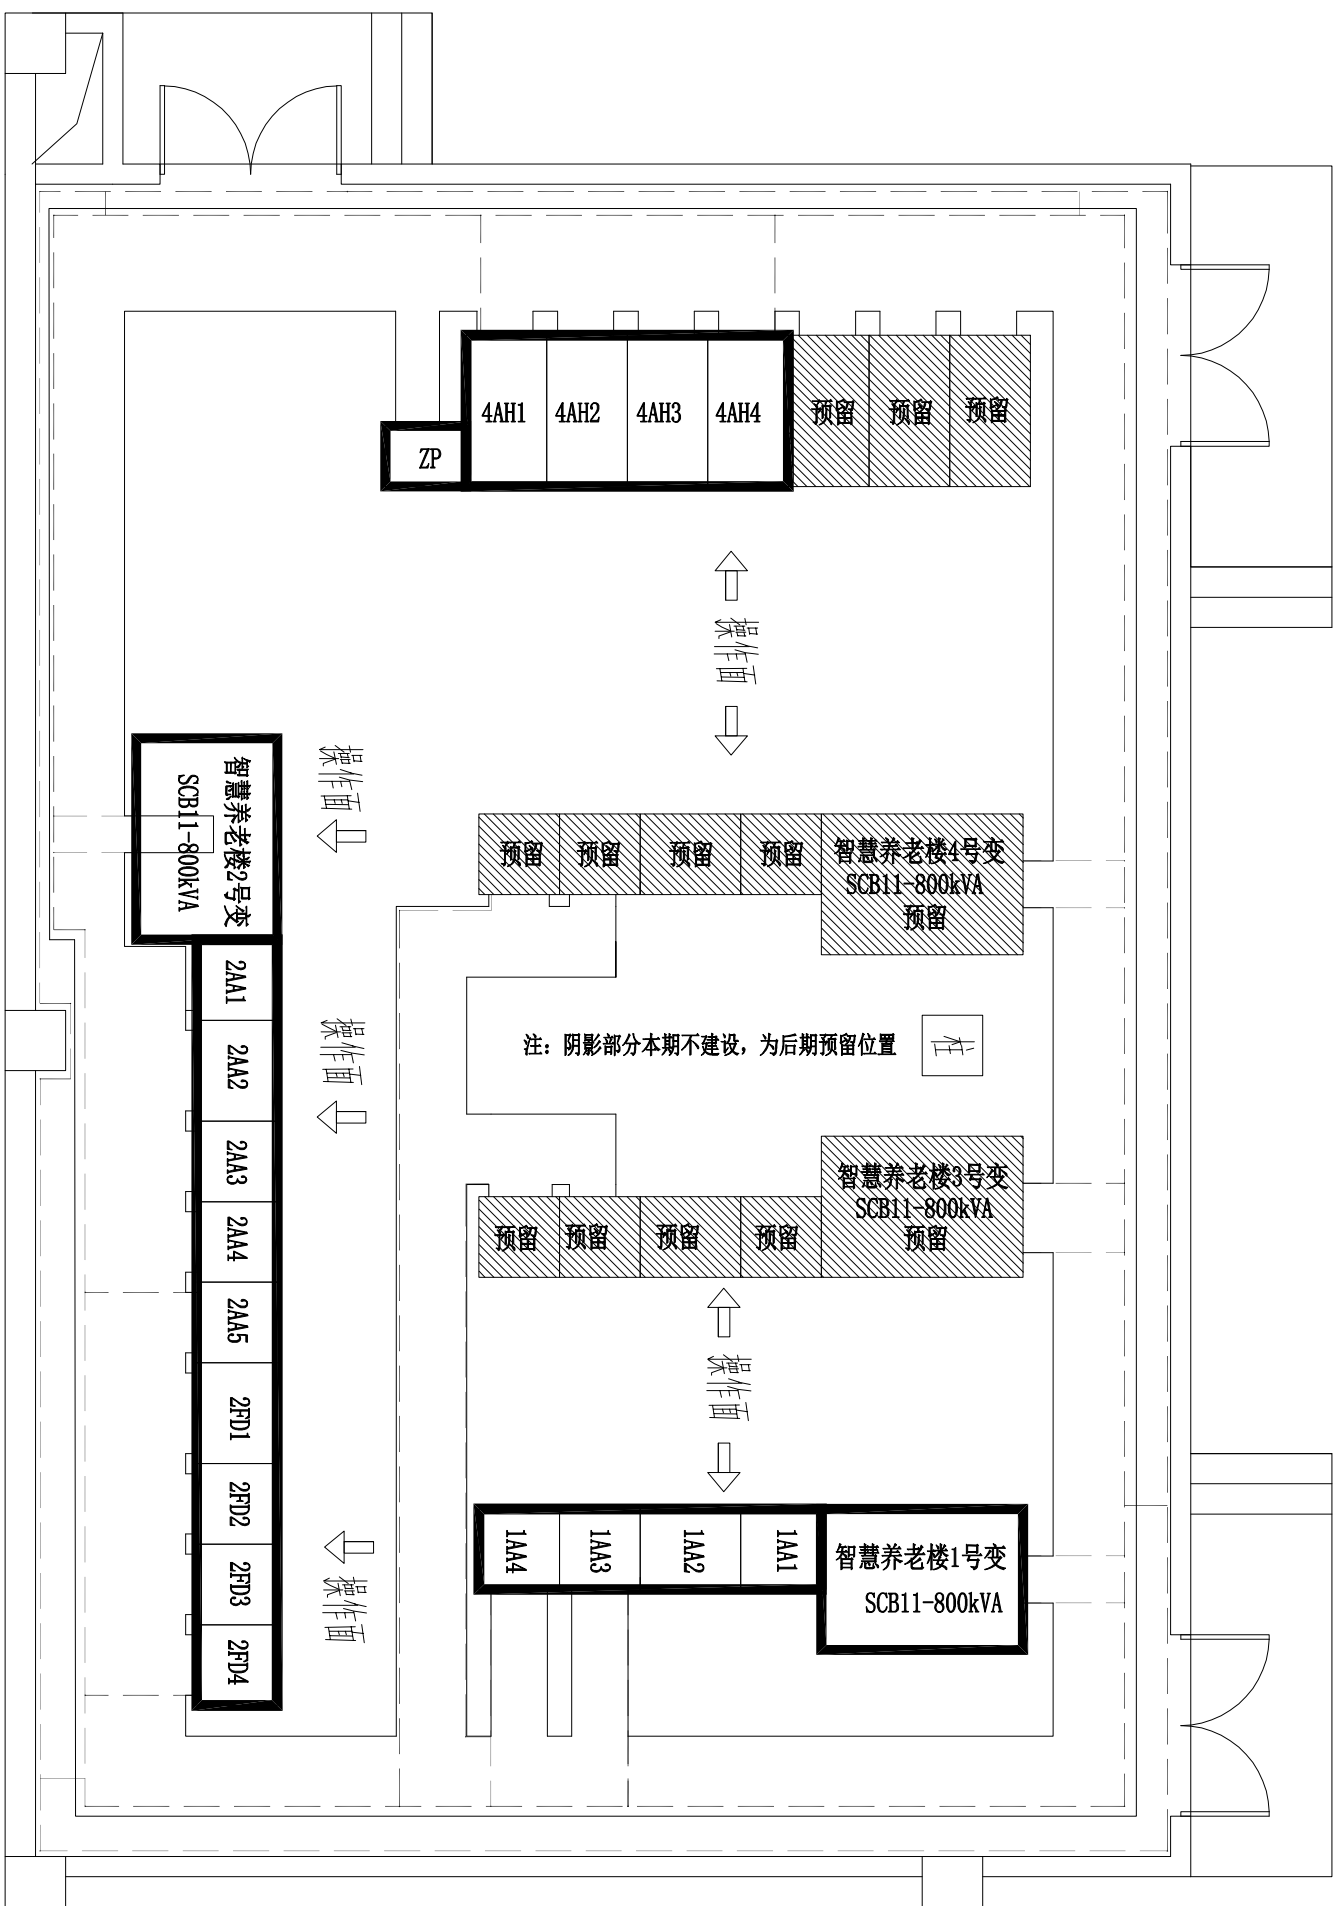 4AH1
4AH2
4AH3
4AH4
预留
预留
预留
ZP
操作面
操作面
智慧养老楼2号变
SCB11-800kVA
预留
预留
预留
预留
智慧养老楼4号变
SCB11-800kVA
预留
2AA1
2AA2
2AA3
2AA4
2AA5
2FD1
2FD2
2FD3
2FD4
操作面
注：阴影部分本期不建设，为后期预留位置
柱
预留
预留
预留
预留
智慧养老楼3号变
SCB11-800kVA
预留
操作面
1AA4
1AA3
1AA2
1AA1
智慧养老楼1号变
SCB11-800kVA
操作面